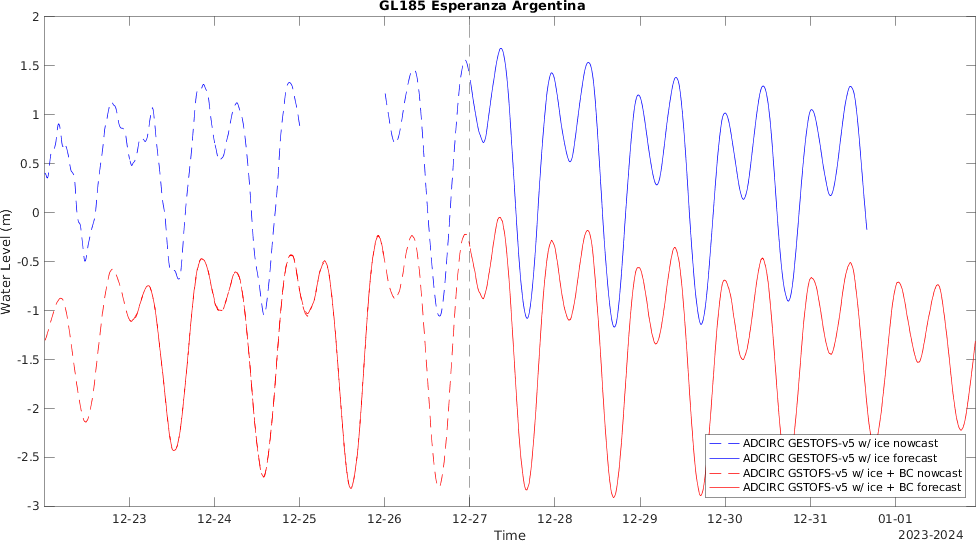 GL185 Esperanza Argentina
2
1.5
1
0.5
0
-0.5
-1
-1.5
-2
-2.5
-3
Water Level (m)
ADCIRC GESTOFS-v5 w/ ice nowcast
ADCIRC GESTOFS-v5 w/ ice forecast
ADCIRC GSTOFS-v5 w/ ice + BC nowcast
ADCIRC GSTOFS-v5 w/ ice + BC forecast
12-23 12-24 12-25 12-26 12-27 12-28 12-29 12-30 12-31 01-01
Time
2023-2024